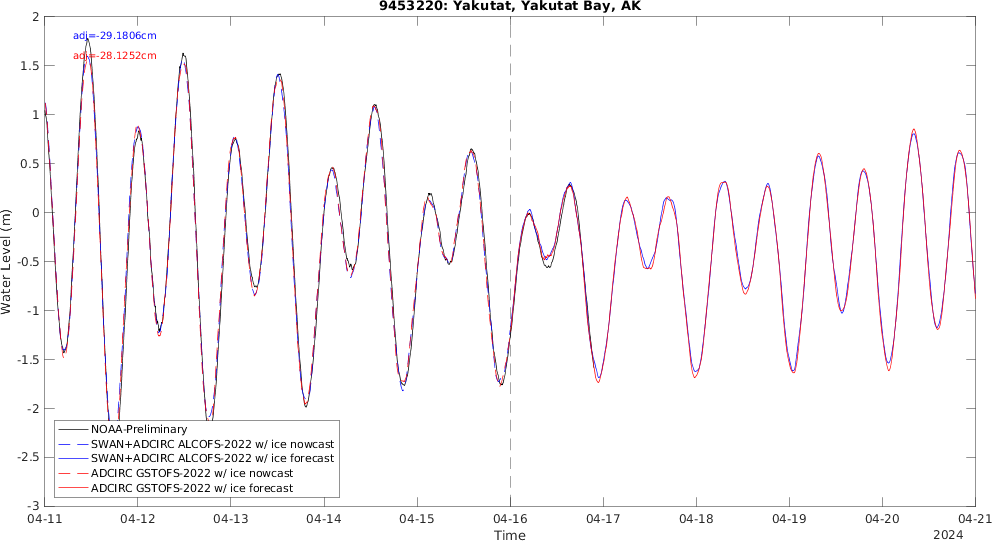 9453220: Yakutat, Yakutat Bay, AK
adj=-29.1806cm
adj=-28.1252cm
Water Level (m)
2
1.5
1
0.5
0
-0.5
-1
-1.5
-2
-2.5
-3
NOAA-Preliminary
SWAN+ADCIRC ALCOFS-2022 w/ ice nowcast
SWAN+ADCIRC ALCOFS-2022 w/ ice forecast
ADCIRC GSTOFS-2022 w/ ice nowcast
ADCIRC GSTOFS-2022 w/ ice forecast
04-11 04-12 04-13 04-14 04-15 04-16 04-17 04-18 04-19 04-20 04-21
Time
2024